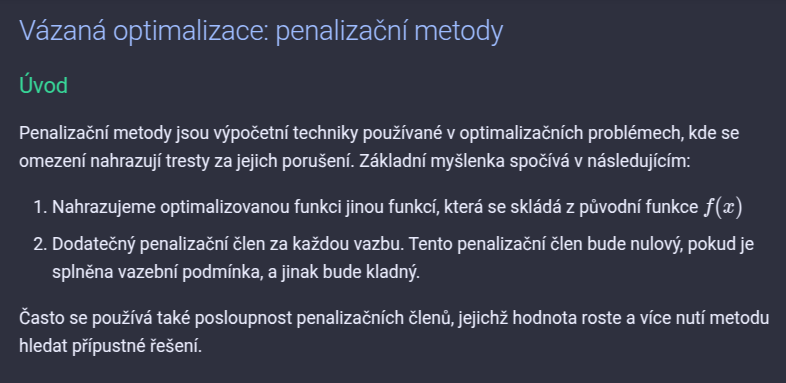 Vázaná optimalizace: penalizační metody
Úvod
Penalizační metody jsou výpočetní techniky používané v optimalizačních problémech, kde se
omezení nahrazují tresty za jejich porušení. Základní myšlenka spočívá v následujícím:
1. Nahrazujeme optimalizovanou funkci jinou funkcí, která se skládá z původní funkce f(x)
2. Dodatečný penalizační člen za každou vazbu. Tento penalizační člen bude nulový, pokud je
splněna vazební podmínka, a jinak bude kladný.
Často se používá také posloupnost penalizačních členů, jejichž hodnota roste a více nutí metodu
hledat přípustné řešení.